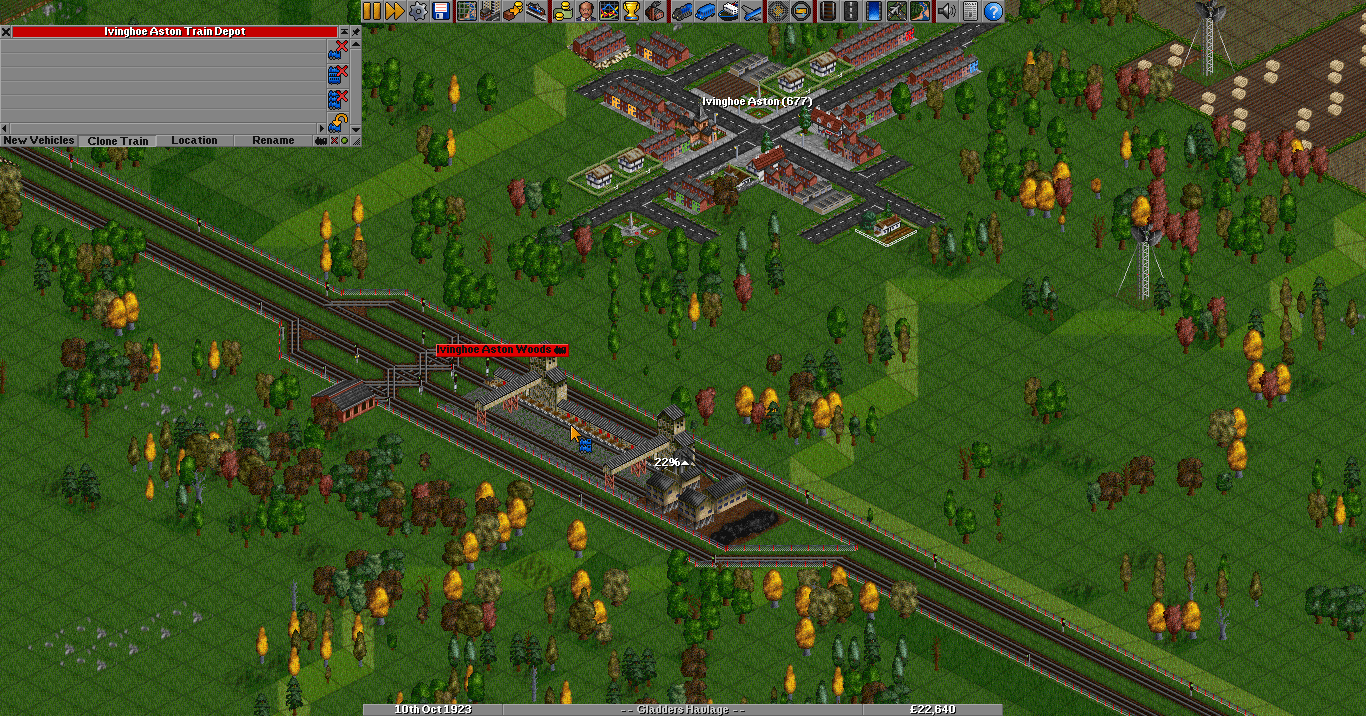 Ivinghoe Aston Train Depot
New Vehicles Clone Train Location Rename
Ivinghoe Aston (677)
Ivinghoe Aston Woods
22%
10th Oct 1923 -- Gladders Haulage -- £22,640